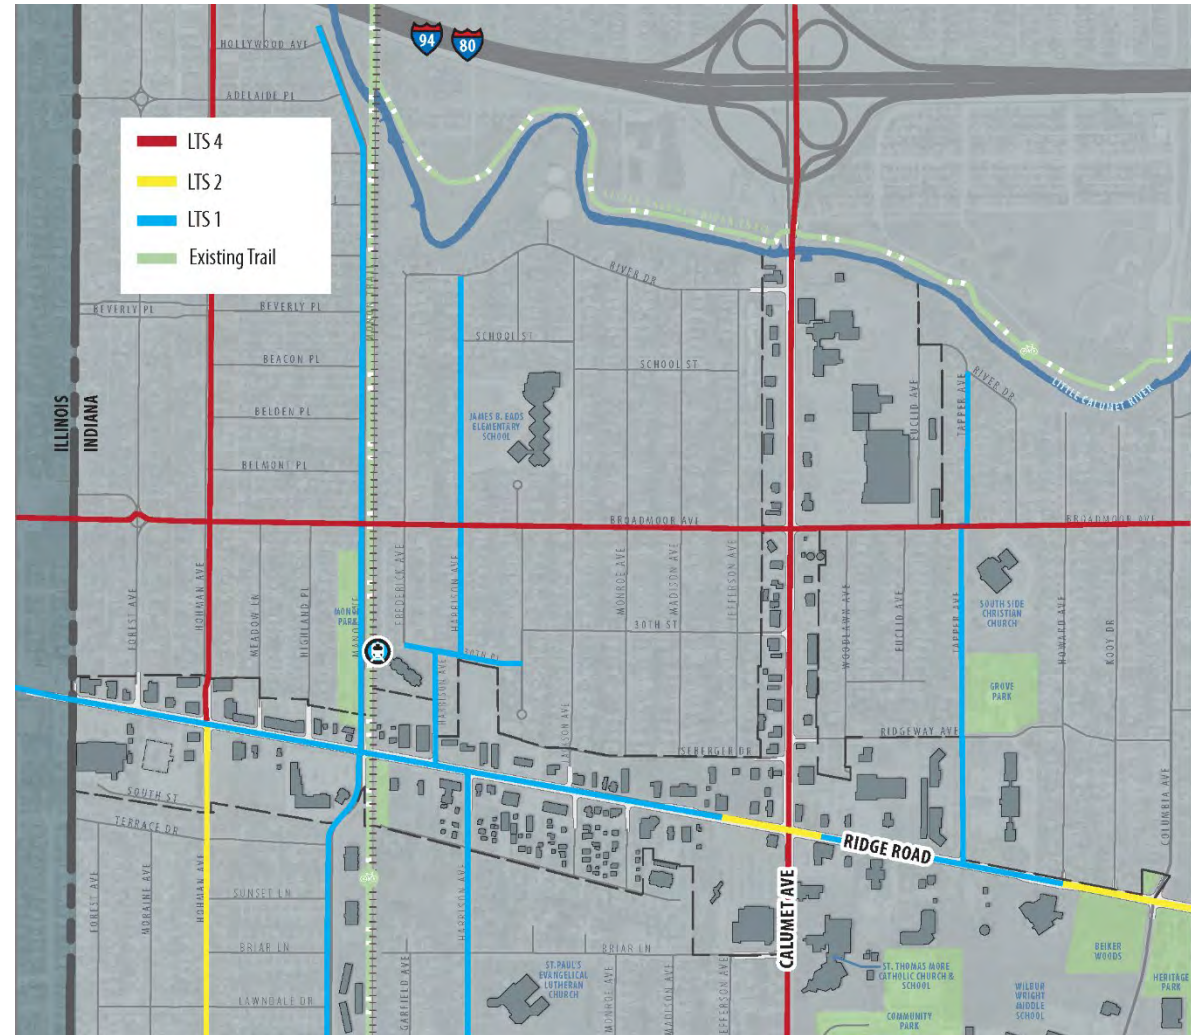 HOLLYWOOD AVE
94
80
ADELAIDE PL
LTS 4
LTS 2
LTS 1
Existing Trail
LITTLE CALUMET RIVER TRAIL
RIVER DR
BEVERLY PL
BEVERLY PL
SCHOOL ST
SCHOOL ST
BEACON PL
RIVER DR
LITTLE CALUMET RIVER
ILLINOIS
INDIANA
BELDEN PL
JAMES B. EADS
ELEMENTARY
SCHOOL
EUCLID AVE
TAPPER AVE
BELMONT PL
BROADMOOR AVE
BROADMOOR AVE
FOREST AVE
HOHMAN AVE
MEADOW LN
HIGHLAND PL
MANOR AVE
PARK
FREDERICK AVE
HARRISON AVE
MONROE AVE
MADISON AVE
JEFFERSON AVE
30TH ST
30TH PL
WOODLAWN AVE
EUCLID AVE
TAPPER AVE
SOUTH SIDE
CHRISTIAN
CHURCH
HOWARD AVE
KOOY DR
GROVE
PARK
HARRISON AVE
RIDGEWAY AVE
SEBERGER DR
SOUTH ST
TERRACE DR
RIDGE ROAD
COLUMBIA AVE
FOREST AVE
MORAINE AVE
HOHMAN AVE
SUNSET LN
HARRISON AVE
CALUMET AVE
BRIAR LN
BRIAR LN
LAWNDALE DR
GARFIELD AVE
ST. PAUL'S
EVANGELICAL
LUTHERAN
CHURCH
MONROE AVE
MADISON AVE
JEFFERSON AVE
ST. THOMAS MORE
CATHOLIC CHURCH &
SCHOOL
COMMUNITY
PARK
WILBUR
WRIGHT
MIDDLE
SCHOOL
BEIKER
WOODS
HERITAGE
PARK